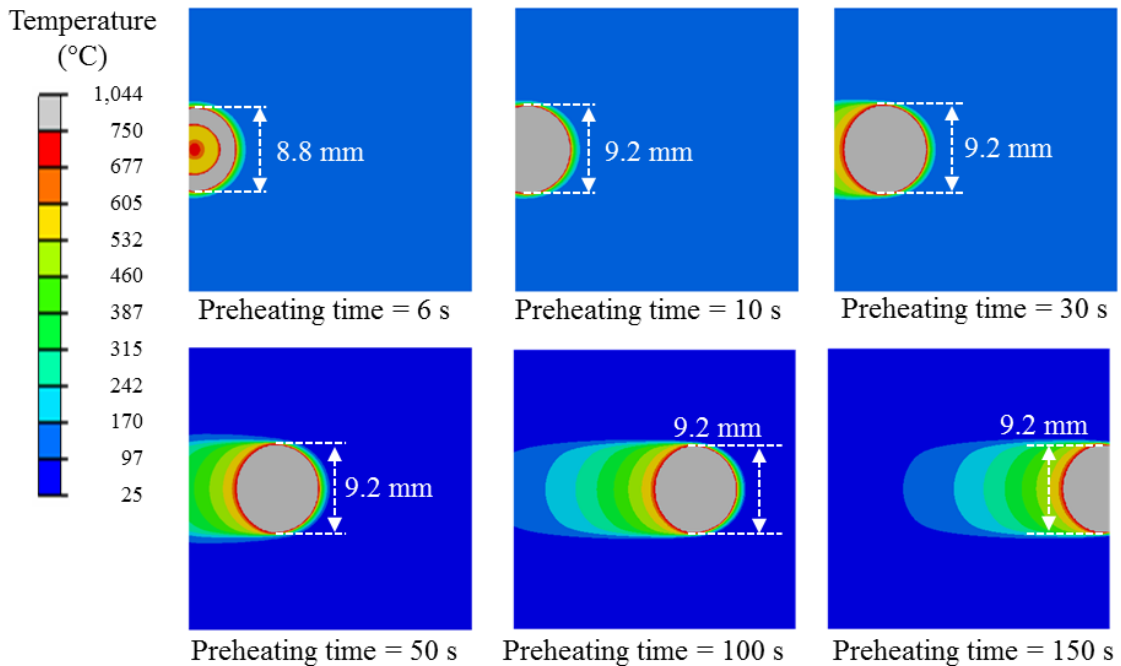 Temperature
(°C)
1,044
750
677
605
532
460
387
315
242
170
97
25
8.8 mm
9.2 mm
9.2 mm
Preheating time = 6 s
Preheating time = 10 s
Preheating time = 30 s
9.2 mm
9.2 mm
9.2 mm
Preheating time = 50 s
Preheating time = 100 s
Preheating time = 150 s